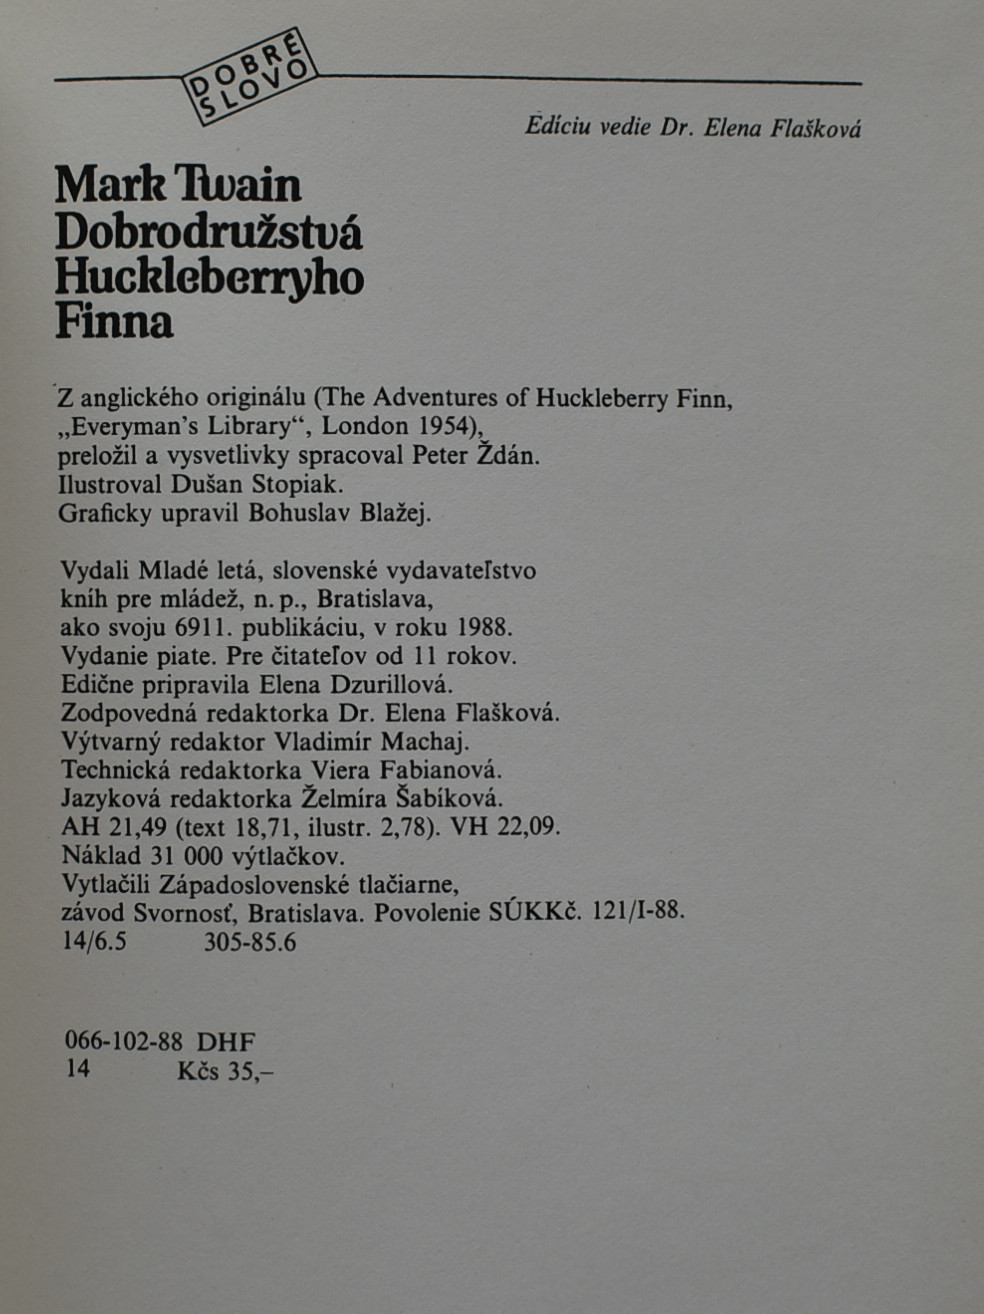 DOBRÉ
SLOVO
Edíciu vedie Dr. Elena Flašková
Mark Twain
Dobrodružstvá
Huckleberryho
Finna
Z anglického originálu (The Adventures of Huckleberry Finn,
„Everyman's Library“, London 1954),
preložil a vysvetlivky spracoval Peter Ždán.
Ilustroval Dušan Stopiak.
Graficky upravil Bohuslav Blažej.
Vydali Mladé letá, slovenské vydavateľstvo
kníh pre mládež, n. p., Bratislava,
ako svoju 6911. publikáciu, v roku 1988.
Vydanie piate. Pre čitateľov od 11 rokov.
Edične pripravila Elena Dzurillová.
Zodpovedná redaktorka Dr. Elena Flašková.
Výtvarný redaktor Vladimír Machaj.
Technická redaktorka Viera Fabianová.
Jazyková redaktorka Želmíra Šabíková.
AH 21,49 (text 18,71, ilustr. 2,78). VH 22,09.
Náklad 31 000 výtlačkov.
Vytlačili Západoslovenské tlačiarne,
závod Svornosť, Bratislava. Povolenie SÚKKč. 121/I-88.
14/6.5 305-85.6
066-102-88 DHF
14 Kčs 35,–